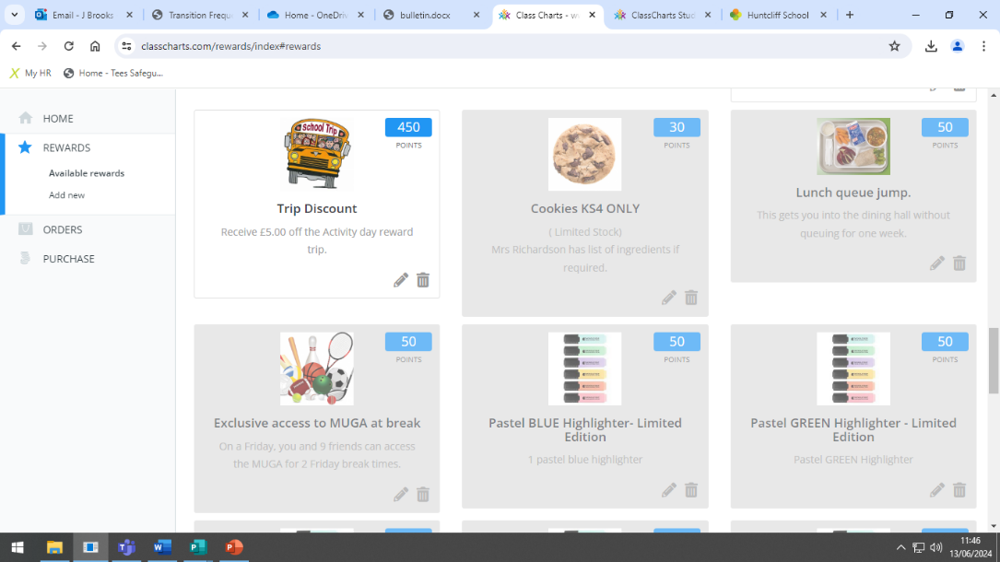 Email - J Brooks
Transition Frequ
Home - OneDriv
bulletin.docx
Class Charts - w
ClassCharts Stud
Huntcliff School
classcharts.com/rewards/index#rewards
My HR
Home - Tees Safegu...
HOME
REWARDS
Available rewards
Add new
ORDERS
PURCHASE
School Trip
450
POINTS
Trip Discount
Receive £5.00 off the Activity day reward
trip.
30
POINTS
Cookies KS4 ONLY
( Limited Stock)
Mrs Richardson has list of ingredients if
required.
50
POINTS
Lunch queue jump.
This gets you into the dining hall without
queuing for one week.
50
POINTS
Exclusive access to MUGA at break
On a Friday, you and 9 friends can access
the MUGA for 2 Friday break times.
50
POINTS
Pastel BLUE Highlighter- Limited
Edition
1 pastel blue highlighter
50
POINTS
Pastel GREEN Highlighter - Limited
Edition
Pastel GREEN Highlighter
11:46
13/06/2024